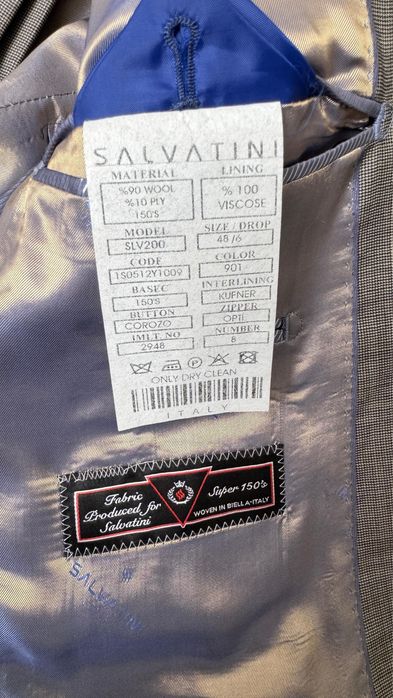 SALVATINI
MATERIAL LINING
%90 WOOL
%10 PLY
150'S
% 100
VISCOSE
MODEL SIZE / DROP
SLV200 48/6
CODE COLOR
1S0512Y1009 901
BASEC INTERLINING
150'S KUFNER
BUTTON ZIPPER
COROZO OPTİ
IMLT. NO NUMBER
2948 8
ONLY DRY CLEAN
ITALY
Fabric
Produced for
Salvatini
Super 150's
WOVEN IN BIELLA-ITALY
SALVATINI